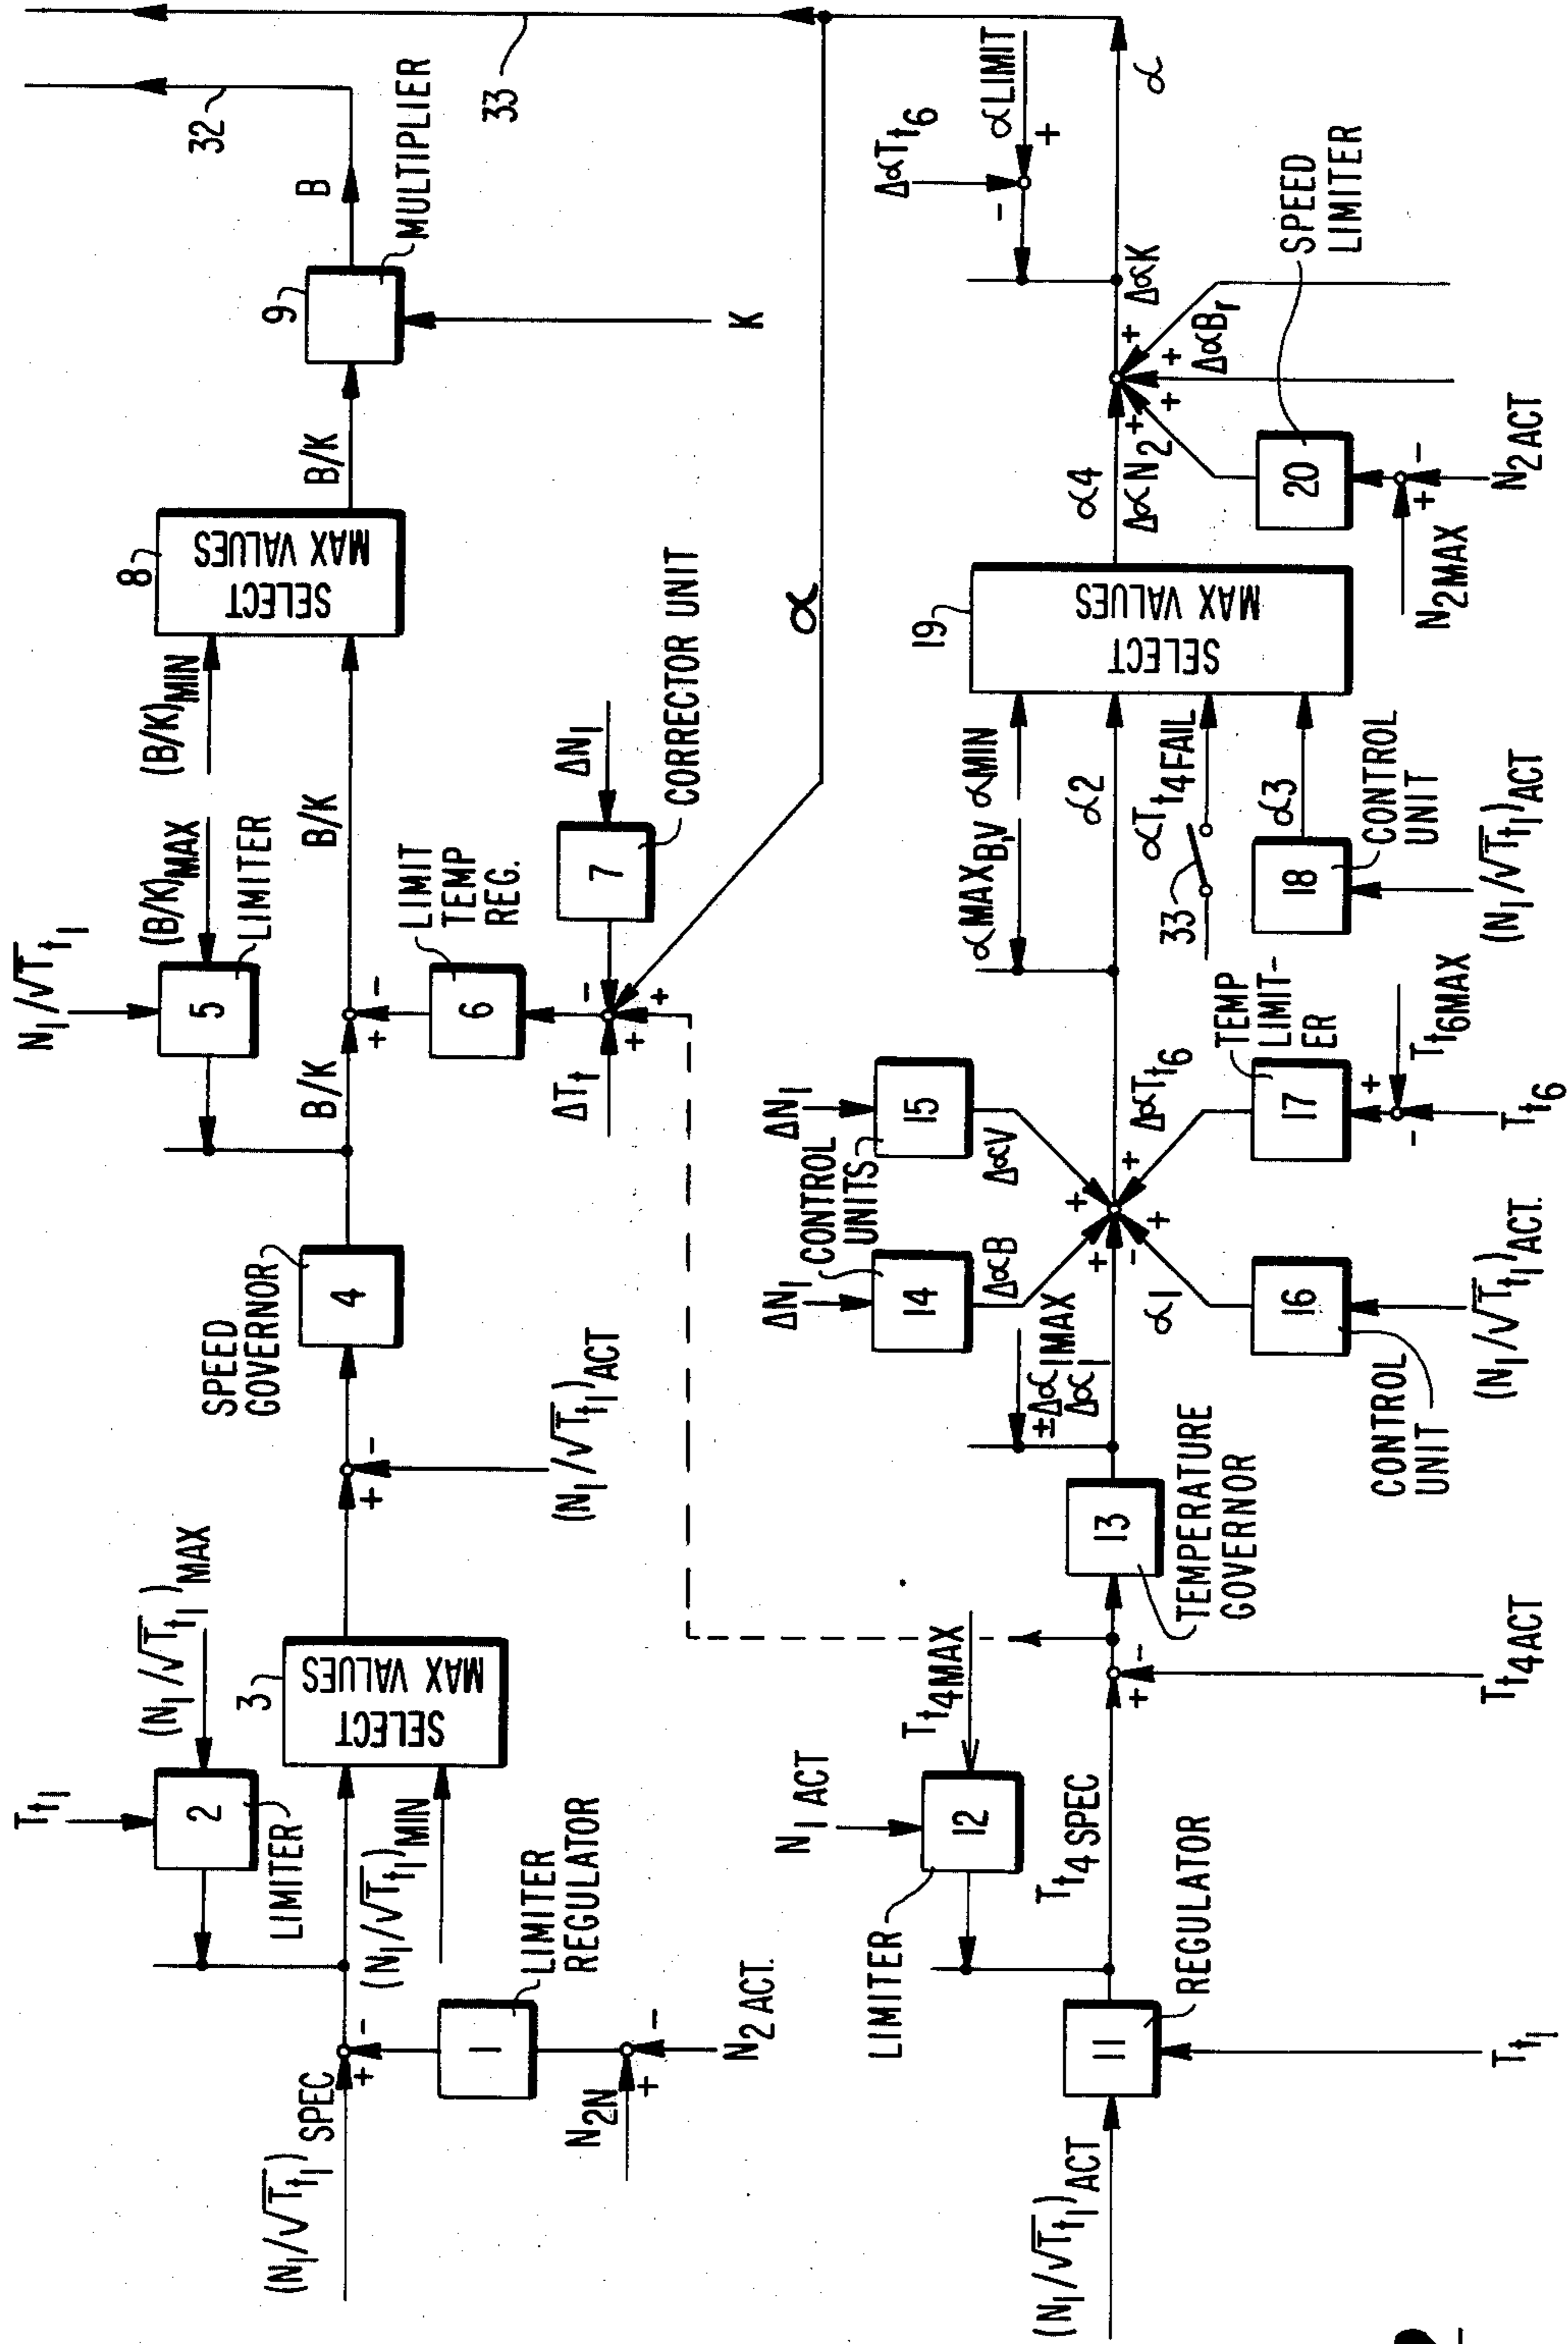 (N1/√Tt1)SPEC
N2N
N2 ACT.
1
LIMITER
REGULATOR
(N1/√Tt1)MIN
Tt1
2
LIMITER
(N1/√Tt1)MAX
3
SELECT
MAX VALUES
(N1/√Tt1)ACT
SPEED
GOVERNOR
4
B/K
N1/√Tt1
5
LIMITER
(B/K)MAX
ΔTt
6
LIMIT
TEMP
REG.
B/K
7
ΔN1
CORRECTOR UNIT
(B/K)MIN
8
SELECT
MAX VALUES
B/K
9
MULTIPLIER
K
B
32
33
α
(N1/√Tt1)ACT
Tt1
11
REGULATOR
LIMITER
N1 ACT
12
Tt4MAX
Tt4 SPEC
Tt4 ACT
13
TEMPERATURE
GOVERNOR
±Δα1MAX
Δα1
ΔN1
14
CONTROL
UNITS
ΔαB
ΔN1
15
ΔαV
α1
16
CONTROL
UNIT
(N1/√Tt1)ACT.
ΔαTt6
17
TEMP
LIMIT-
ER
Tt6MAX
Tt6
αMAXB,V
αMIN
α2
αTt4FAIL
33
α3
18
CONTROL
UNIT
(N1/√Tt1)ACT
19
SELECT
MAX VALUES
α4
ΔαN2
20
SPEED
LIMITER
N2MAX
N2 ACT
ΔαBr
ΔαK
ΔαTt6
αLIMIT
α